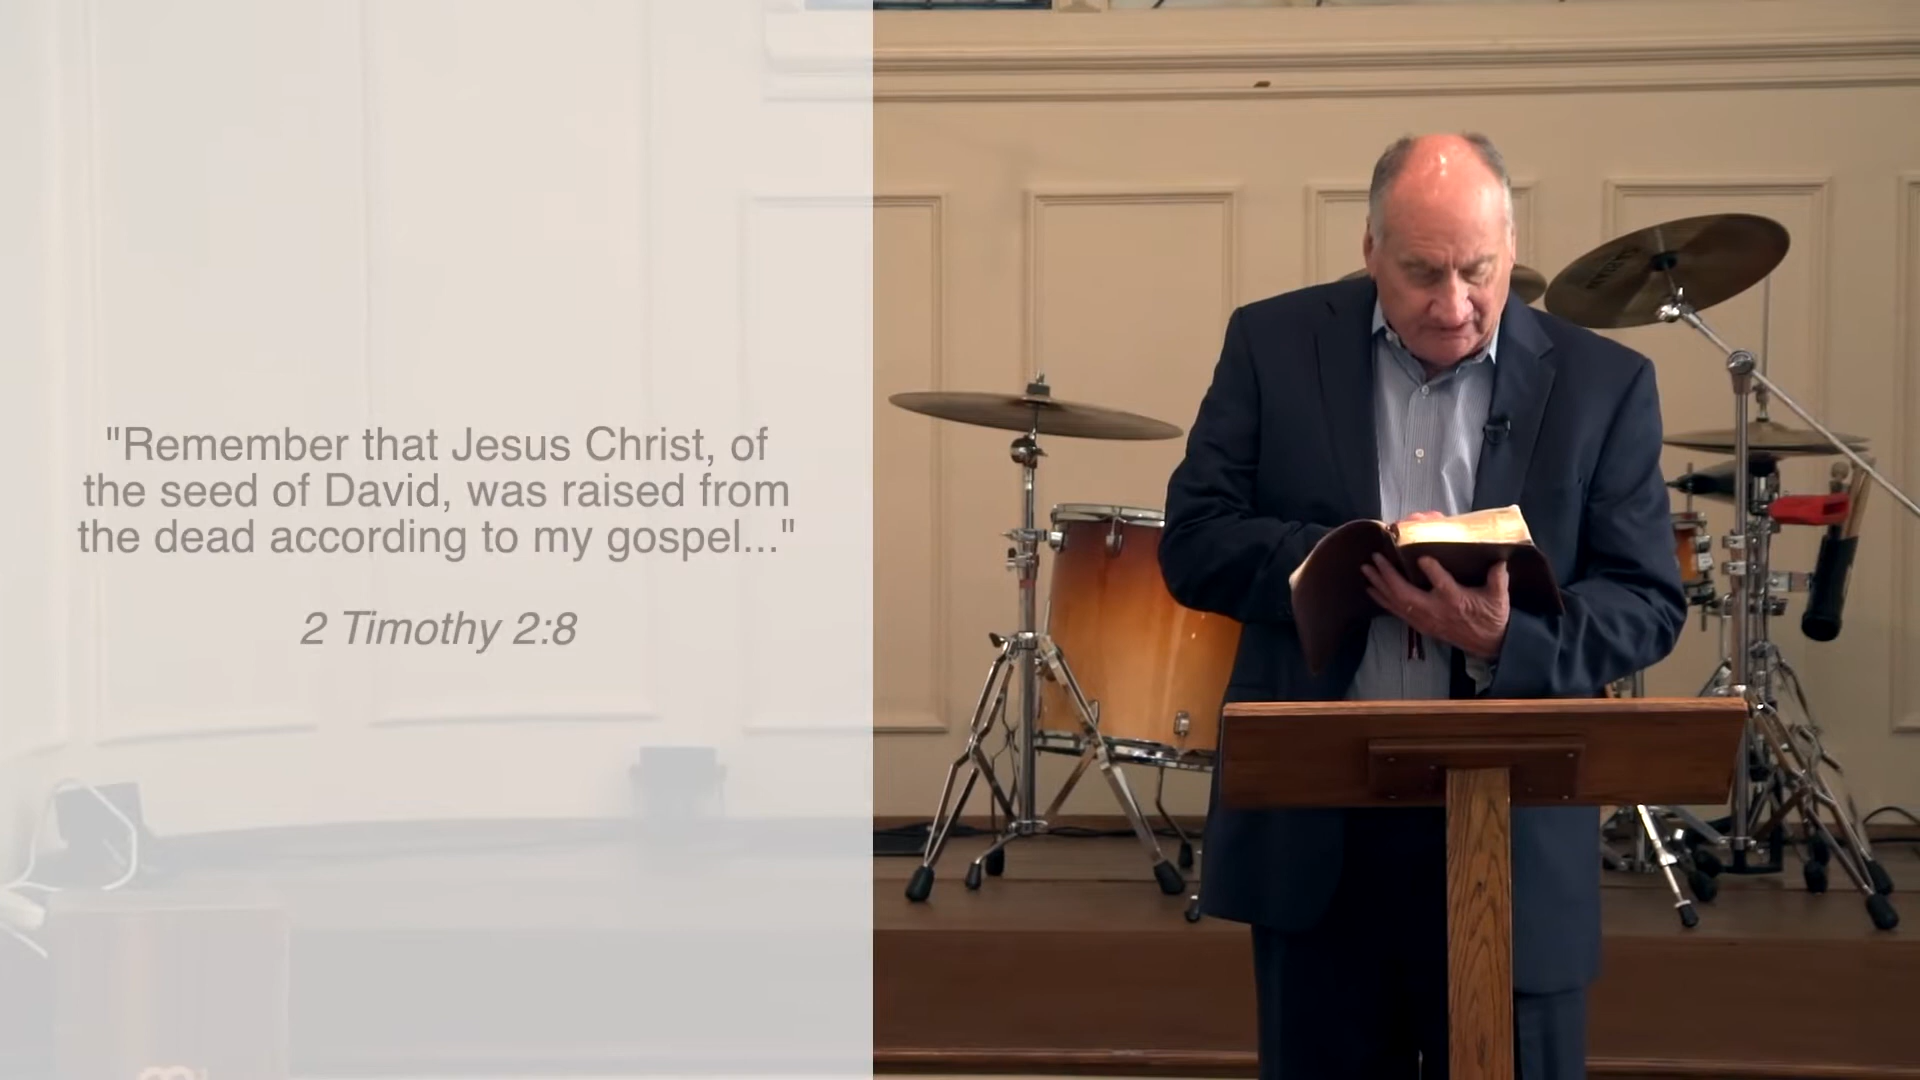 "Remember that Jesus Christ, of
the seed of David, was raised from
the dead according to my gospel..."
2 Timothy 2:8